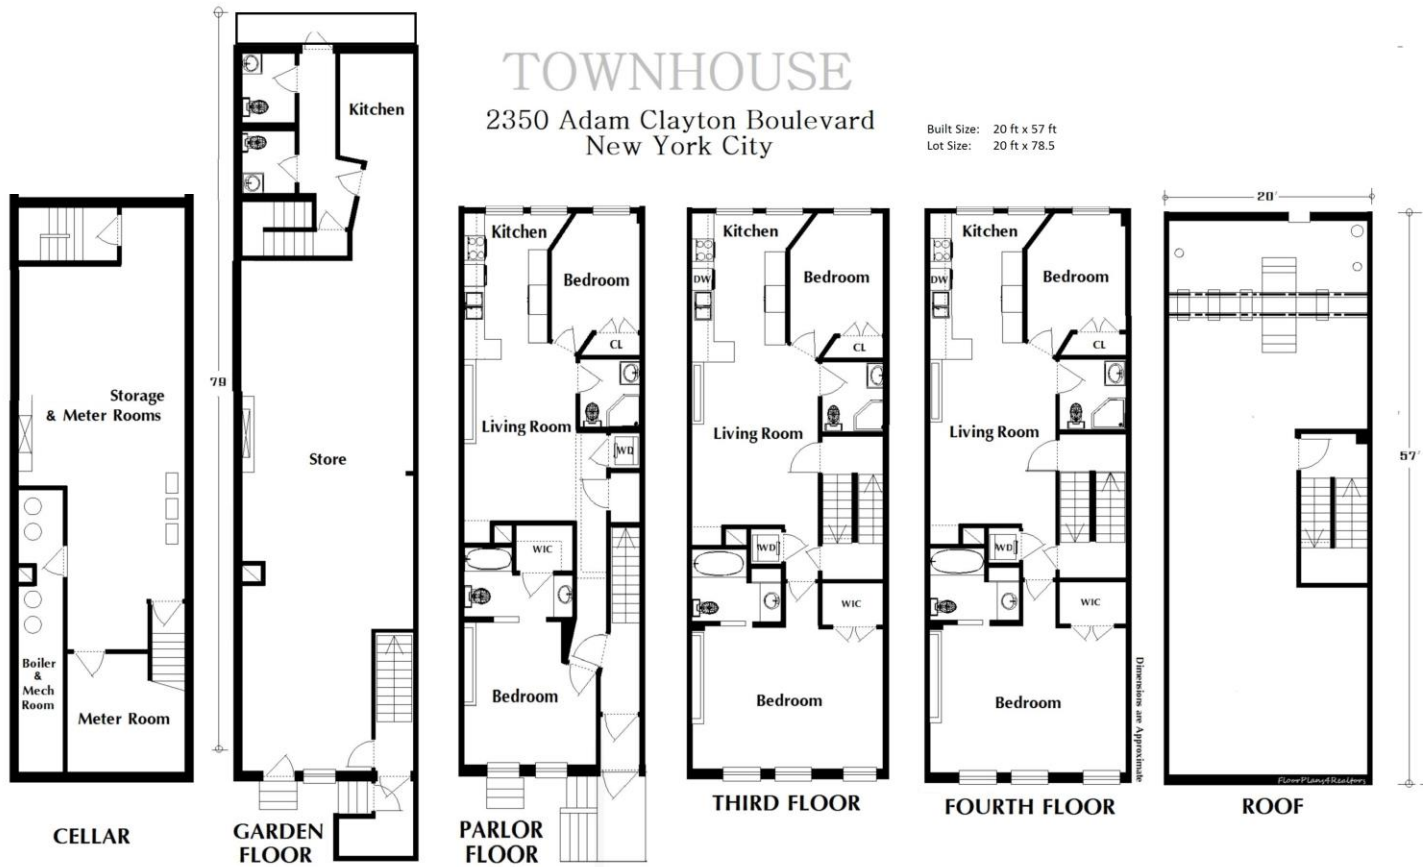 TOWNHOUSE
2350 Adam Clayton Boulevard
New York City
Built Size: 20 ft x 57 ft
Lot Size: 20 ft x 78.5
Storage
& Meter Rooms
Boiler
&
Mech
Room
Meter Room
CELLAR
79
Kitchen
Store
GARDEN
FLOOR
Kitchen
Bedroom
CL
Living Room
WD
WIC
Bedroom
PARLOR
FLOOR
Kitchen
DW
Bedroom
CL
Living Room
WD
WIC
Bedroom
THIRD FLOOR
Kitchen
DW
Bedroom
CL
Living Room
WD
WIC
Bedroom
FOURTH FLOOR
Dimensions are Approximate
20'
57'
FloorPlans4Realtors
ROOF